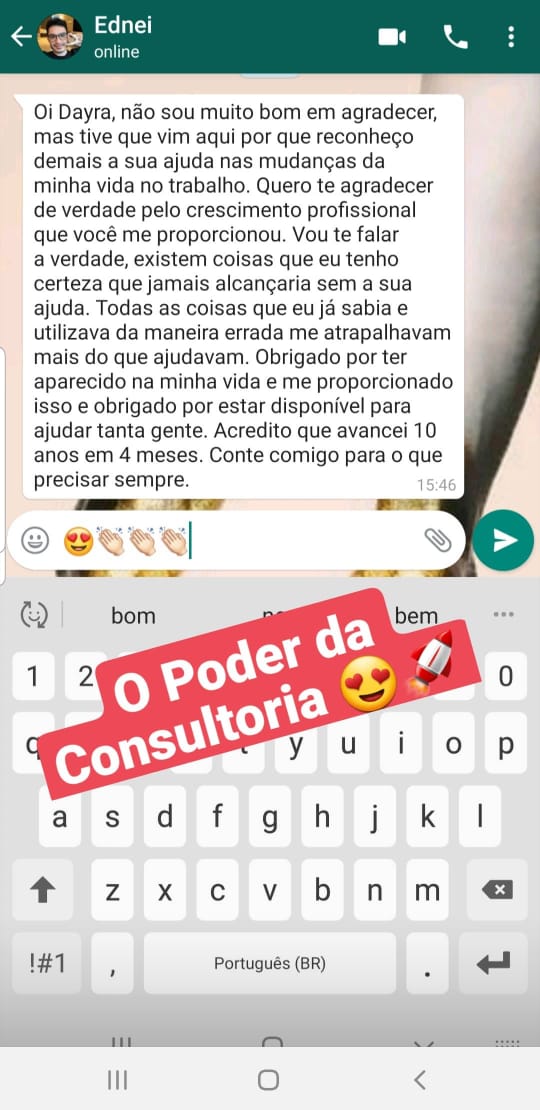 Ednei
online
Oi Dayra, não sou muito bom em agradecer,
mas tive que vim aqui por que reconheço
demais a sua ajuda nas mudanças da
minha vida no trabalho. Quero te agradecer
de verdade pelo crescimento profissional
que você me proporcionou. Vou te falar
a verdade, existem coisas que eu tenho
certeza que jamais alcançaria sem a sua
ajuda. Todas as coisas que eu já sabia e
utilizava da maneira errada me atrapalhavam
mais do que ajudavam. Obrigado por ter
aparecido na minha vida e me proporcionado
isso e obrigado por estar disponível para
ajudar tanta gente. Acredito que avancei 10
anos em 4 meses. Conte comigo para o que
precisar sempre.
15:46
😍👏🏻👏🏻👏🏻
bom bem
O Poder da
Consultoria 😍 🚀
1 2 0
q t y u i o p
a s d f g h j k l
z x c v b n m
!#1 , Português (BR) .